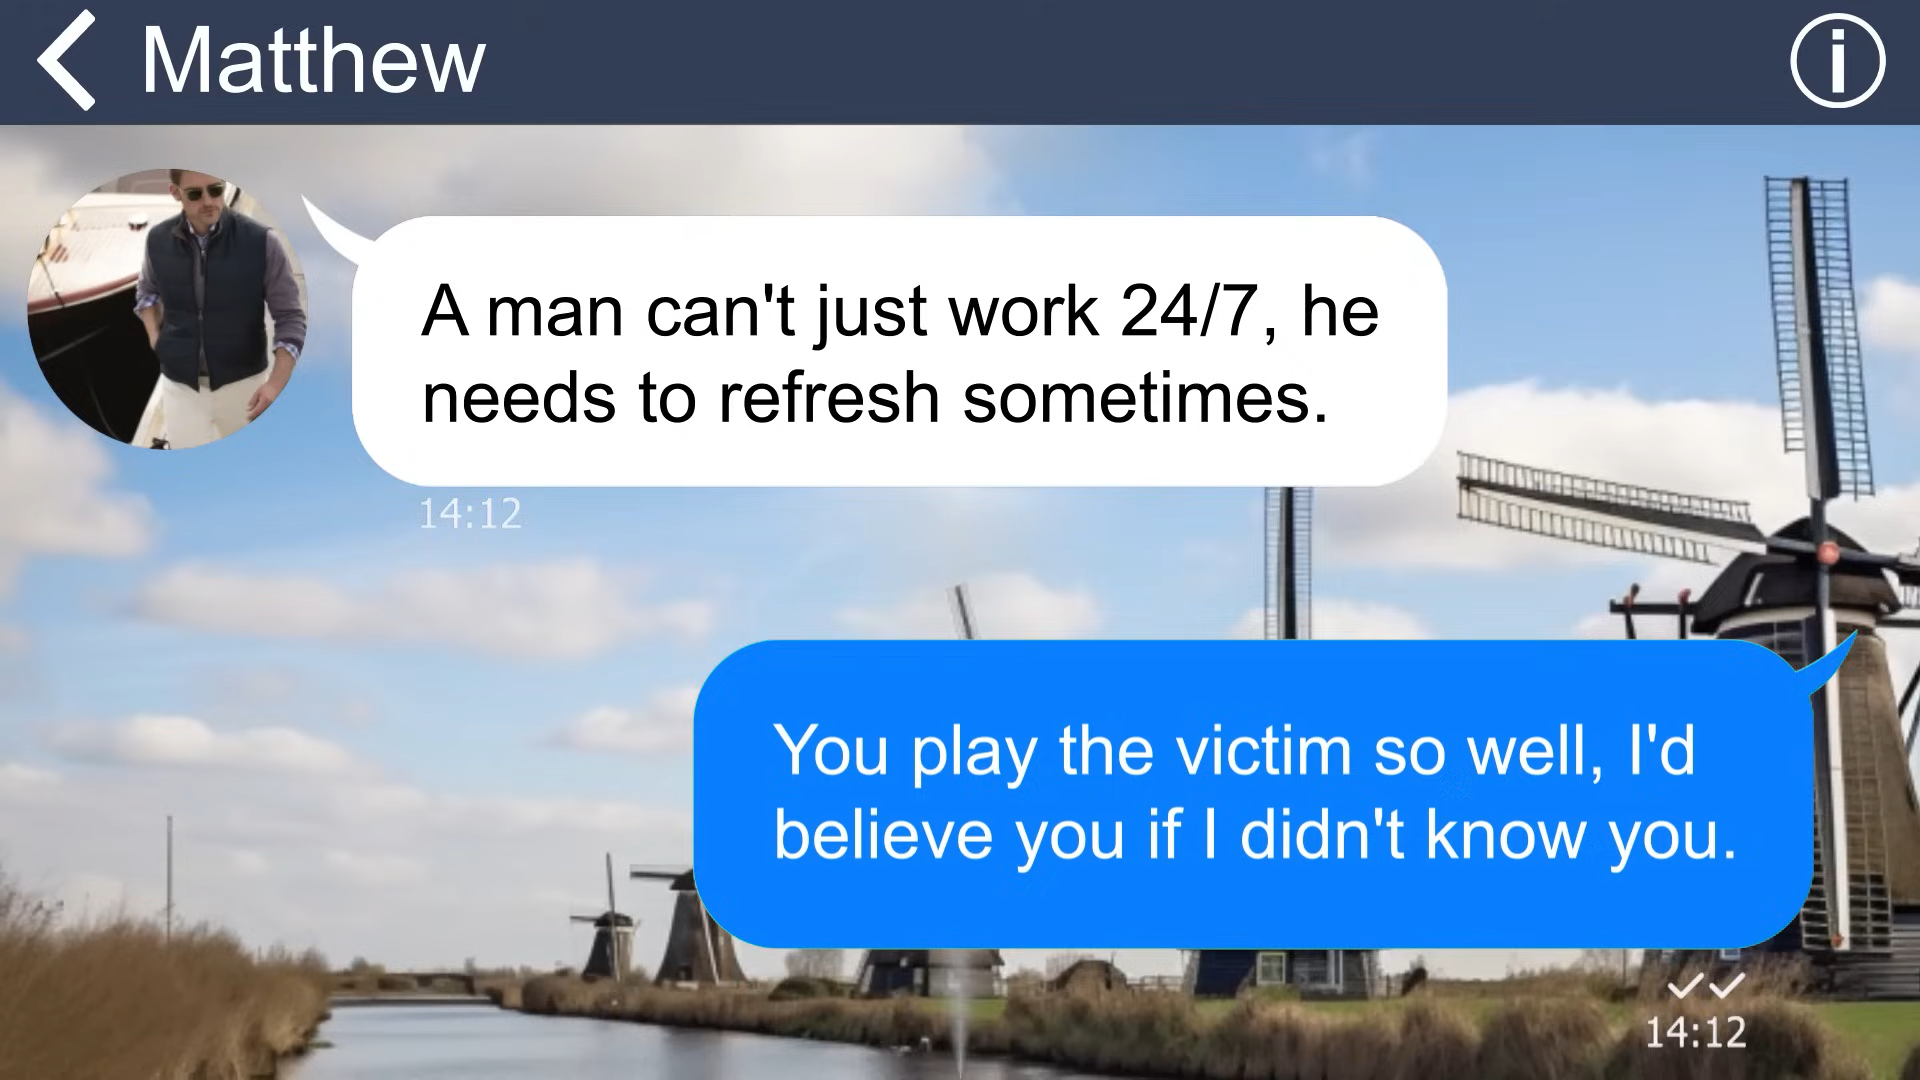 Matthew
A man can't just work 24/7, he
needs to refresh sometimes.
14:12
You play the victim so well, I'd
believe you if I didn't know you.
14:12